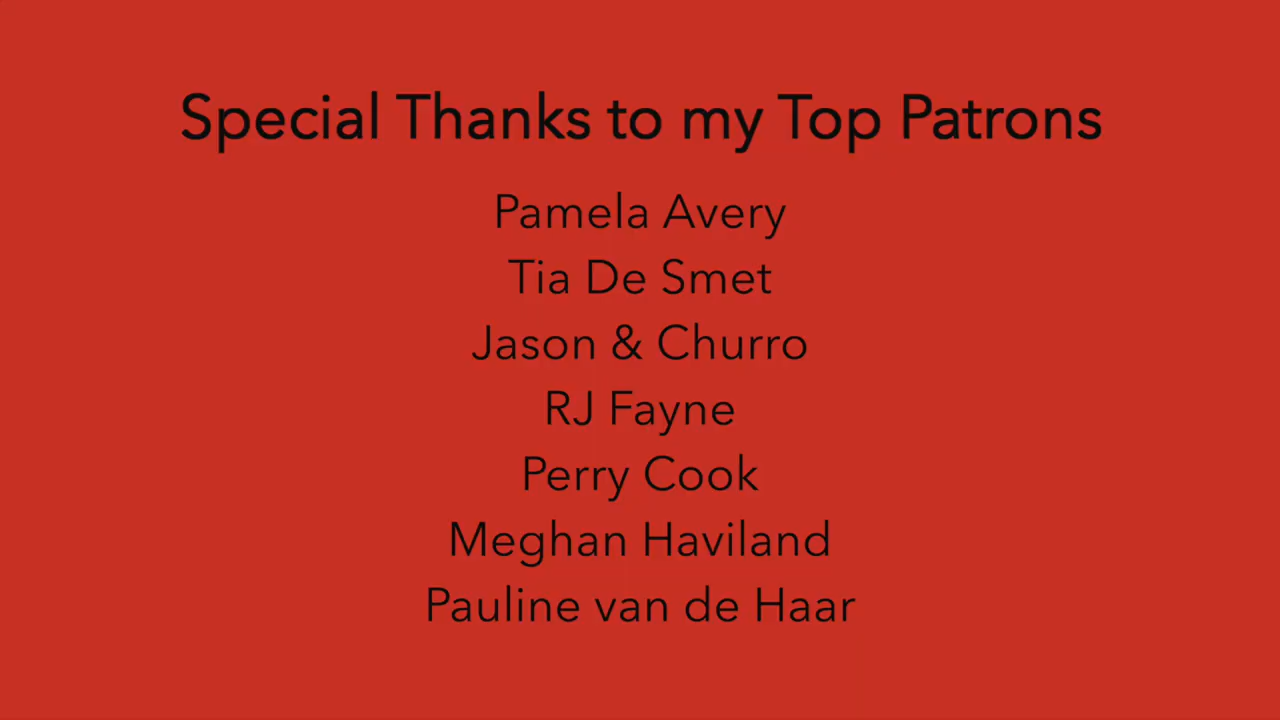 Special Thanks to my Top Patrons
Pamela Avery
Tia De Smet
Jason & Churro
RJ Fayne
Perry Cook
Meghan Haviland
Pauline van de Haar